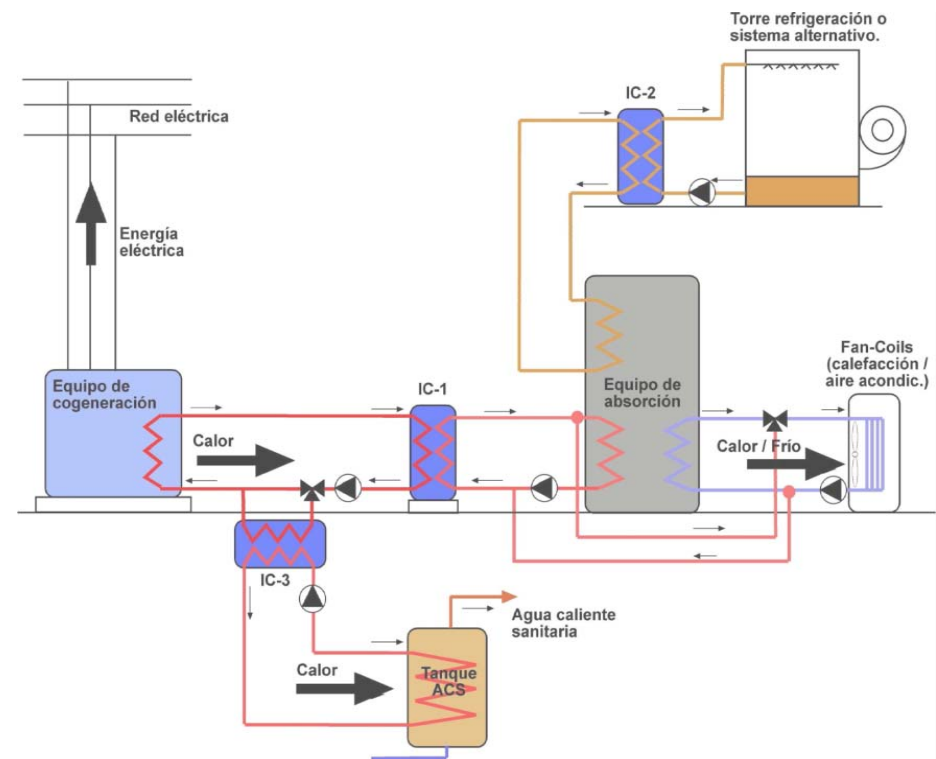 Torre refrigeración o
sistema alternativo.
IC-2
Red eléctrica
Energía
eléctrica
Fan-Coils
(calefacción /
aire acondic.)
Equipo de
cogeneración
IC-1
Equipo de
absorción
Calor
Calor / Frío
IC-3
Agua caliente
sanitaria
Calor
Tanque
ACS